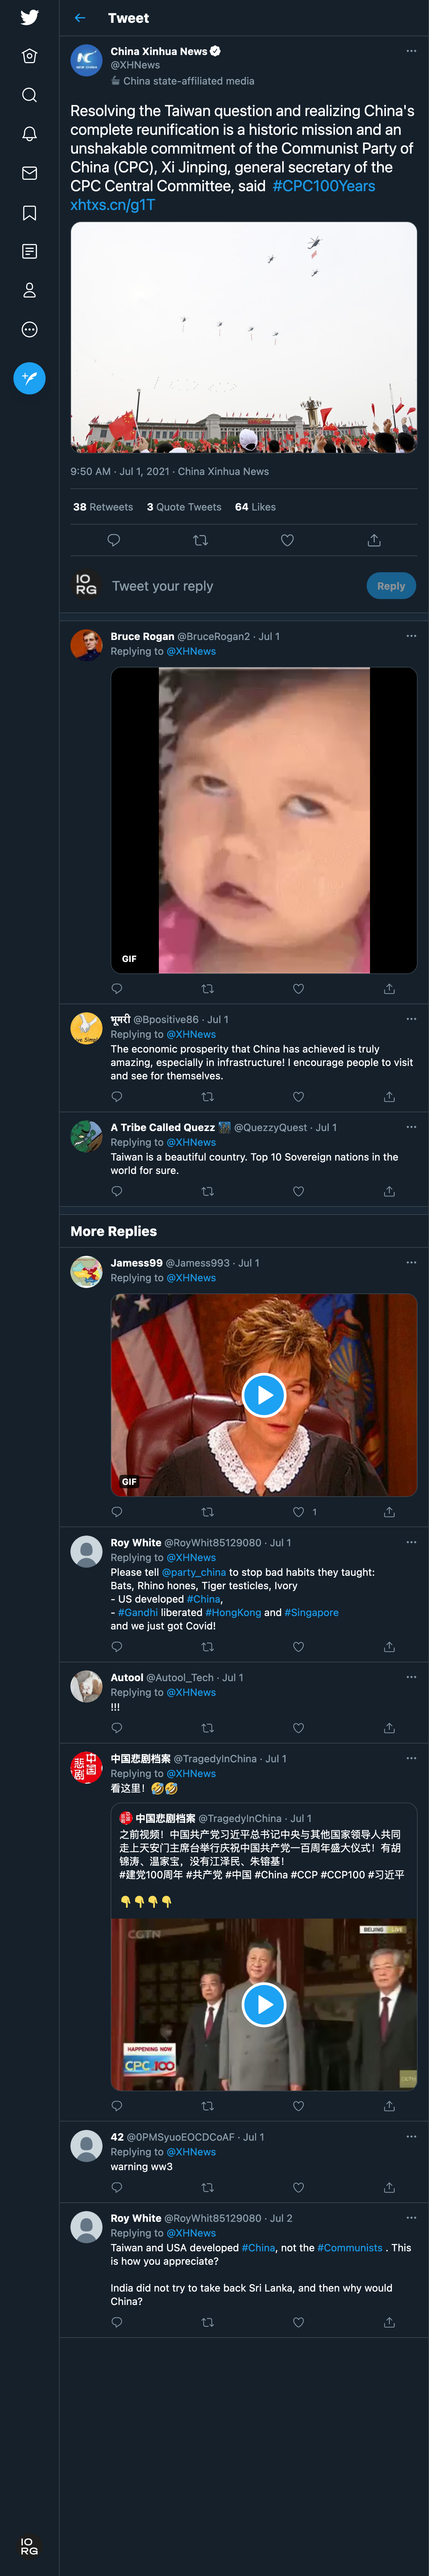 Tweet
China Xinhua News
@XHNews
China state-affiliated media
Resolving the Taiwan question and realizing China's
complete reunification is a historic mission and an
unshakable commitment of the Communist Party of
China (CPC), Xi Jinping, general secretary of the
CPC Central Committee, said #CPC100Years
xhtxs.cn/g1T
9:50 AM · Jul 1, 2021 · China Xinhua News
38 Retweets 3 Quote Tweets 64 Likes
IO
RG
Tweet your reply
Reply
Bruce Rogan @BruceRogan2 · Jul 1
Replying to @XHNews
GIF
भूमरी @Bpositive86 · Jul 1
Replying to @XHNews
The economic prosperity that China has achieved is truly
amazing, especially in infrastructure! I encourage people to visit
and see for themselves.
A Tribe Called Quezz @QuezzyQuest · Jul 1
Replying to @XHNews
Taiwan is a beautiful country. Top 10 Sovereign nations in the
world for sure.
More Replies
Jamess99 @Jamess993 · Jul 1
Replying to @XHNews
GIF
1
Roy White @RoyWhit85129080 · Jul 1
Replying to @XHNews
Please tell @party_china to stop bad habits they taught:
Bats, Rhino hones, Tiger testicles, Ivory
- US developed #China,
- #Gandhi liberated #HongKong and #Singapore
and we just got Covid!
Autool @Autool_Tech · Jul 1
Replying to @XHNews
!!!
中国悲剧档案 @TragedyInChina · Jul 1
Replying to @XHNews
看这里！🤣🤣
中国悲剧档案 @TragedyInChina · Jul 1
之前视频！中国共产党习近平总书记中央与其他国家领导人共同
走上天安门主席台举行庆祝中国共产党一百周年盛大仪式！有胡
锦涛、温家宝，没有江泽民、朱镕基！
#建党100周年 #共产党 #中国 #China #CCP #CCP100 #习近平
👇👇👇👇
CGTN
BEIJING LIVE
HAPPENING NOW
CPC 100
42 @0PMSyuoEOCDCoAF · Jul 1
Replying to @XHNews
warning ww3
Roy White @RoyWhit85129080 · Jul 2
Replying to @XHNews
Taiwan and USA developed #China, not the #Communists . This
is how you appreciate?
India did not try to take back Sri Lanka, and then why would
China?
IO
RG